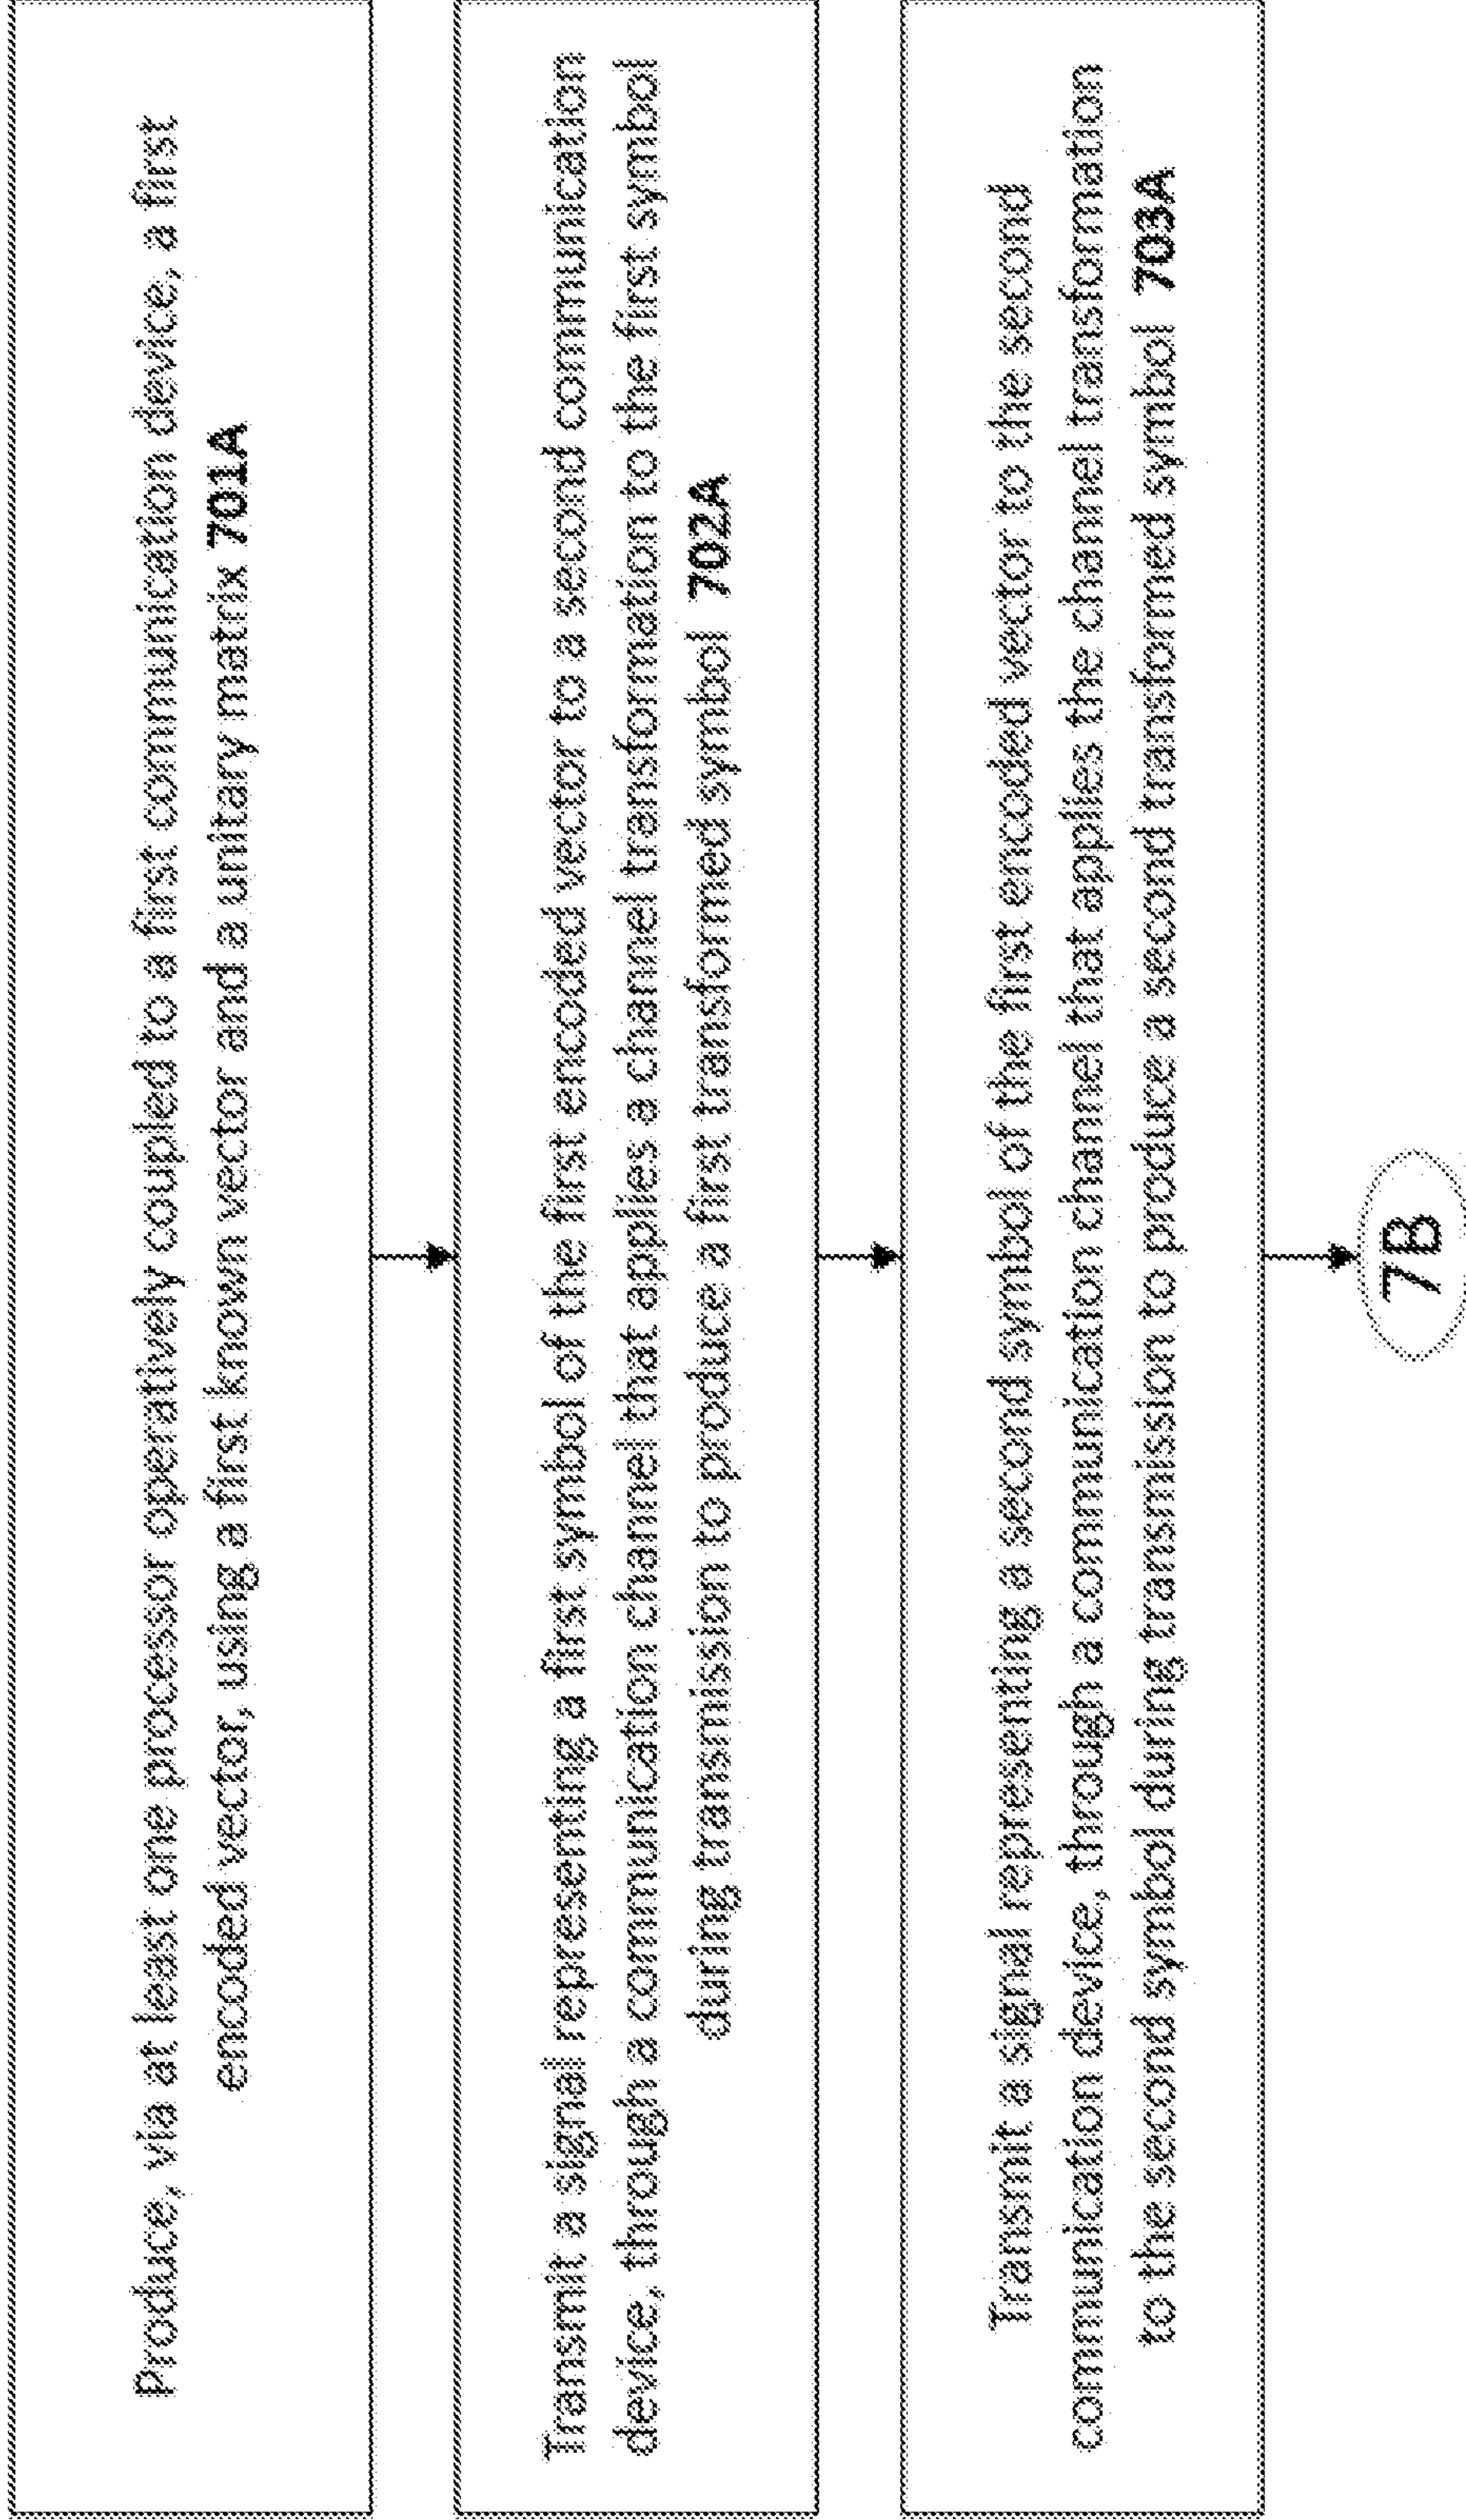 Produce, via at least one processor operatively coupled to a first communication device, a first
encoded vector, using a first known vector and a unitary matrix 701A
Transmit a signal representing a first symbol of the first encoded vector to a second communication
device, through a communication channel that applies a channel transformation to the first symbol
during transmission to produce a first transformed symbol 702A
Transmit a signal representing a second symbol of the first encoded vector to the second
communication device, through a communication channel that applies the channel transformation
to the second symbol during transmission to produce a second transformed symbol 703A
7B